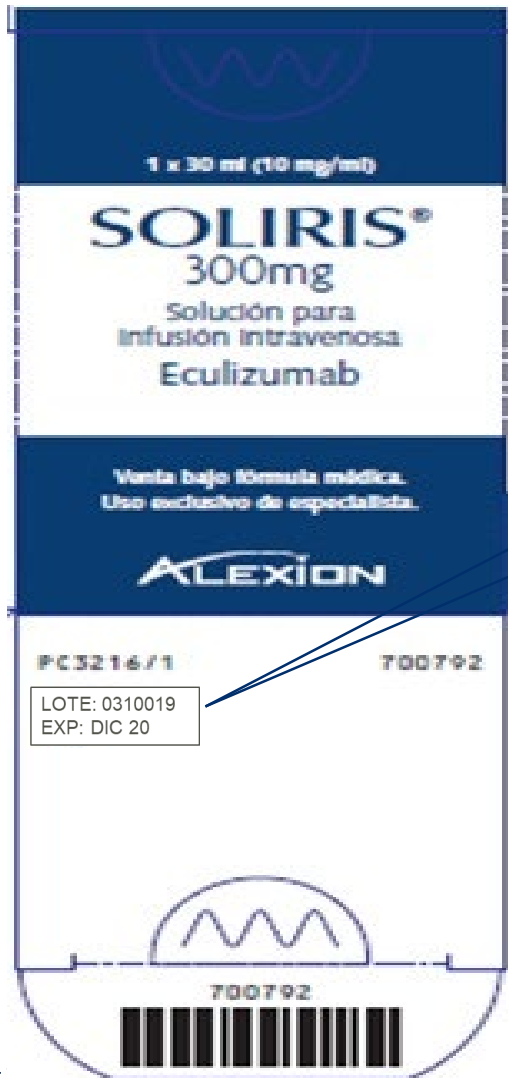 1 x 30 ml (10 mg/ml)
SOLIRIS®
300mg
Solución para
Infusión intravenosa
Eculizumab
Venta bajo fórmula médica.
Uso exclusivo de especialista.
ALEXION
PC3216/1 700792
LOTE: 0310019
EXP: DIC 20
700792